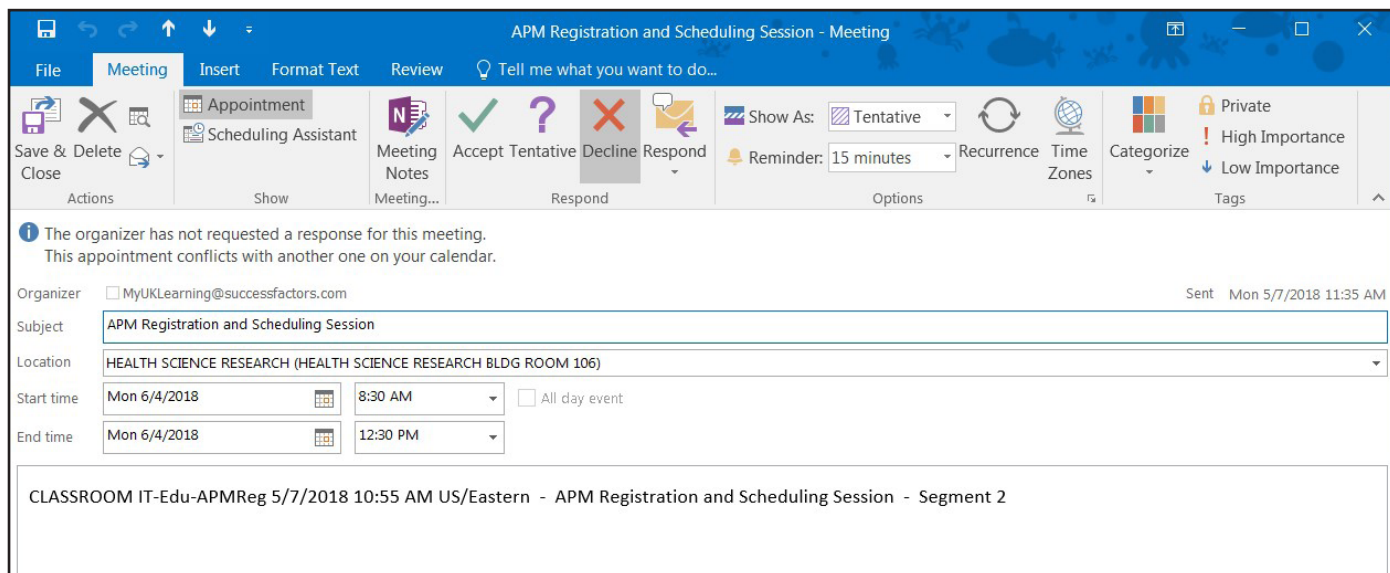 APM Registration and Scheduling Session - Meeting
File Meeting Insert Format Text Review Tell me what you want to do...
Save & Close
Delete
Actions
Appointment
Scheduling Assistant
Show
Meeting Notes
Meeting...
Accept Tentative Decline Respond
Respond
Show As: Tentative
Reminder: 15 minutes
Recurrence
Time Zones
Options
Categorize
Private
High Importance
Low Importance
Tags
The organizer has not requested a response for this meeting.
This appointment conflicts with another one on your calendar.
Organizer MyUKLearning@successfactors.com Sent Mon 5/7/2018 11:35 AM
Subject APM Registration and Scheduling Session
Location HEALTH SCIENCE RESEARCH (HEALTH SCIENCE RESEARCH BLDG ROOM 106)
Start time Mon 6/4/2018 8:30 AM All day event
End time Mon 6/4/2018 12:30 PM
CLASSROOM IT-Edu-APMReg 5/7/2018 10:55 AM US/Eastern - APM Registration and Scheduling Session - Segment 2